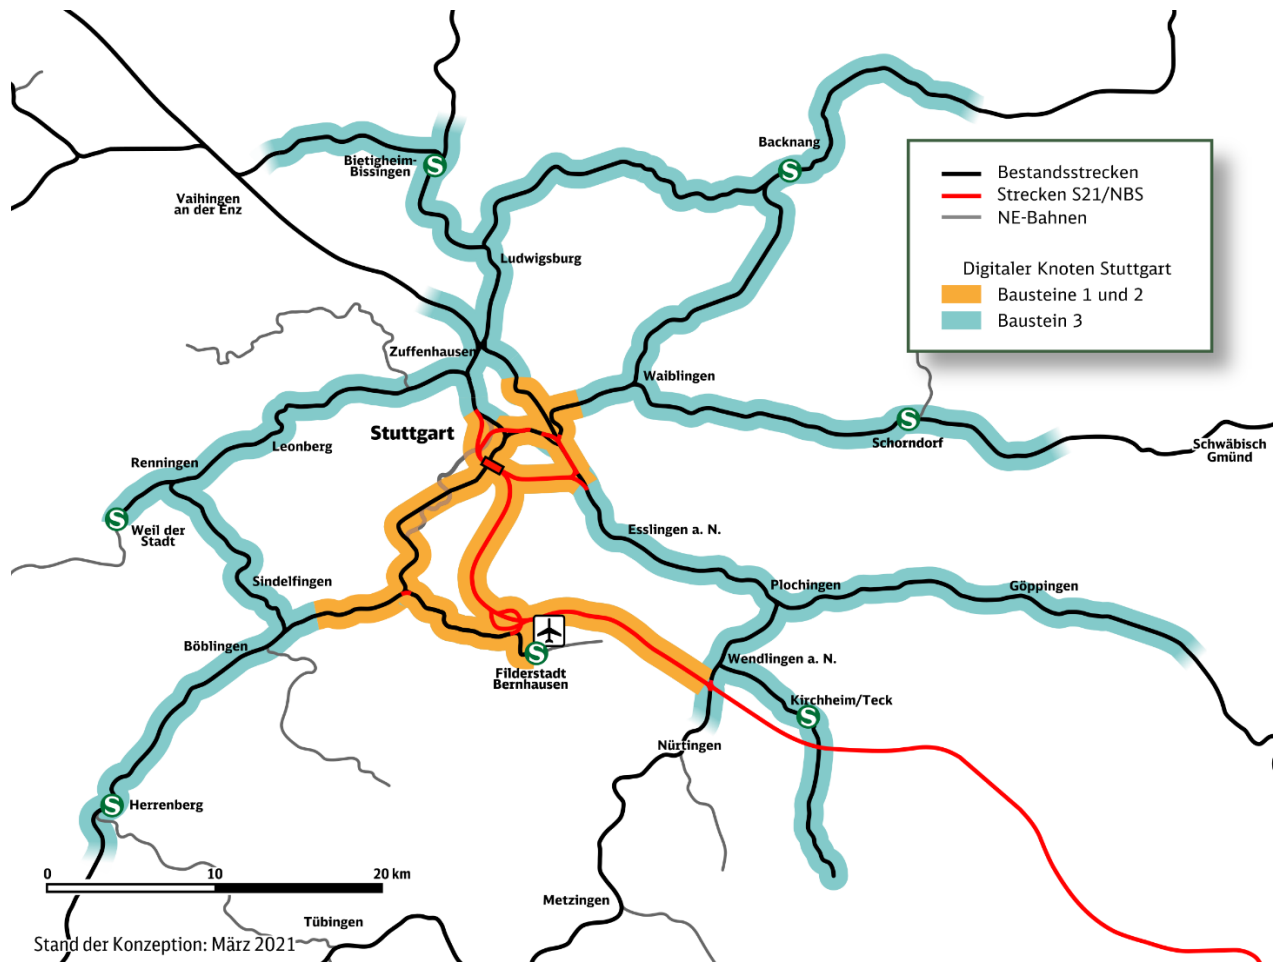 Backnang
Bietigheim-
Bissingen
Vaihingen
an der Enz
Ludwigsburg
Bestandsstrecken
Strecken S21/NBS
NE-Bahnen
Digitaler Knoten Stuttgart
Bausteine 1 und 2
Baustein 3
Zuffenhausen
Waiblingen
Stuttgart
Leonberg
Schorndorf
Schwäbisch
Gmünd
Renningen
Weil der
Stadt
Esslingen a. N.
Sindelfingen
Plochingen
Göppingen
Böblingen
Wendlingen a. N.
Filderstadt
Bernhausen
Kirchheim/Teck
Nürtingen
Herrenberg
0 10 20 km
Metzingen
Tübingen
Stand der Konzeption: März 2021
S
S
S
S
S
S
S